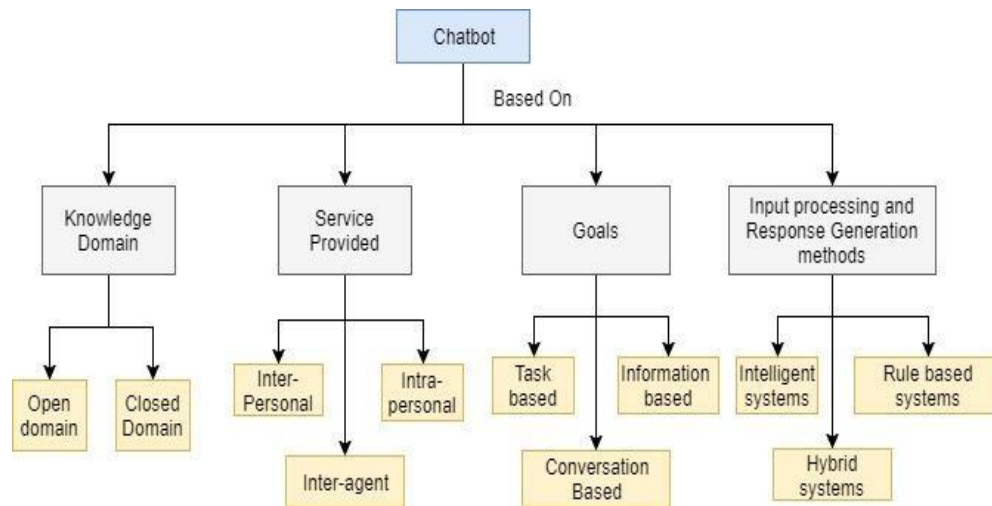 Chatbot
Based On
Knowledge
Domain
Service
Provided
Goals
Input processing and
Response Generation
methods
Open
domain
Closed
Domain
Inter-
Personal
Intra-
personal
Inter-agent
Task
based
Information
based
Conversation
Based
Intelligent
systems
Rule based
systems
Hybrid
systems